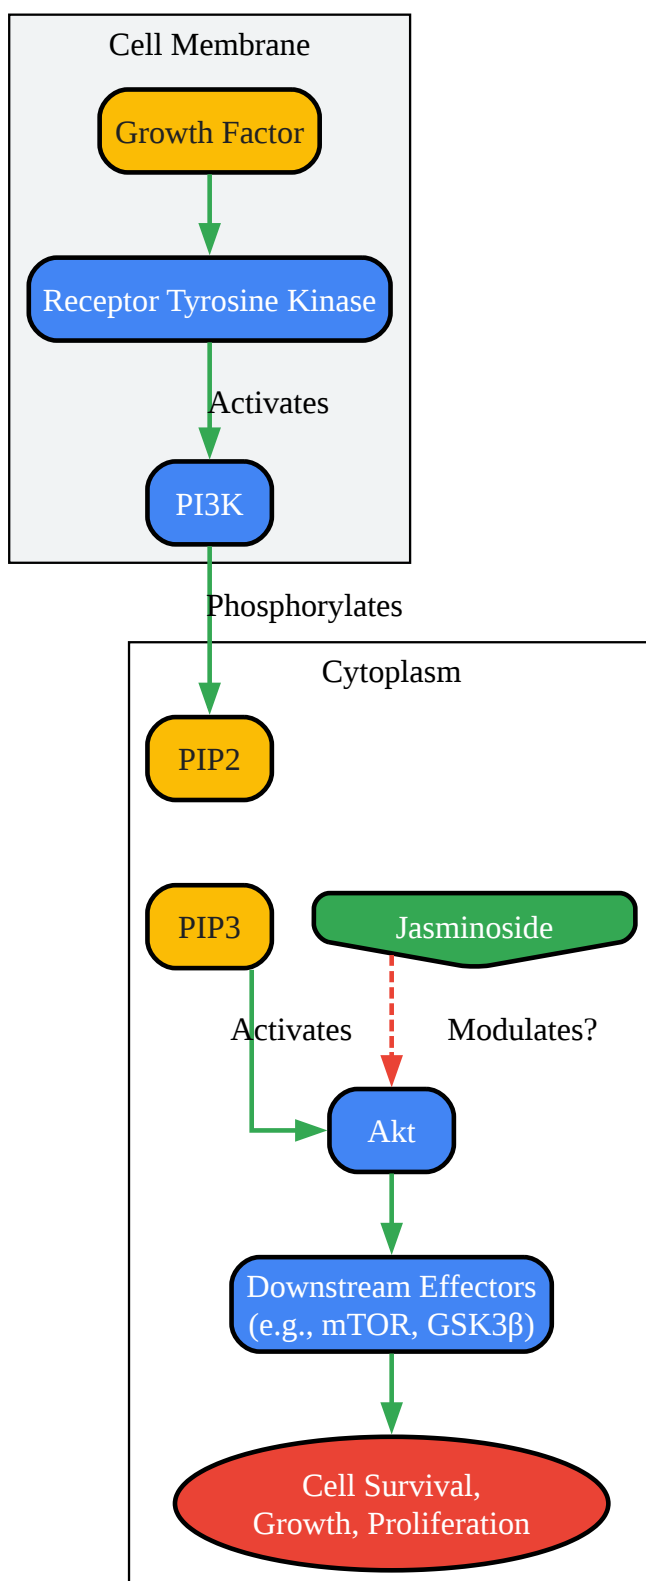 Cell Membrane
Growth Factor
Receptor Tyrosine Kinase
Activates
PI3K
Phosphorylates
Cytoplasm
PIP2
PIP3
Jasminoside
Activates
Modulates?
Akt
Downstream Effectors
(e.g., mTOR, GSK3β)
Cell Survival,
Growth, Proliferation